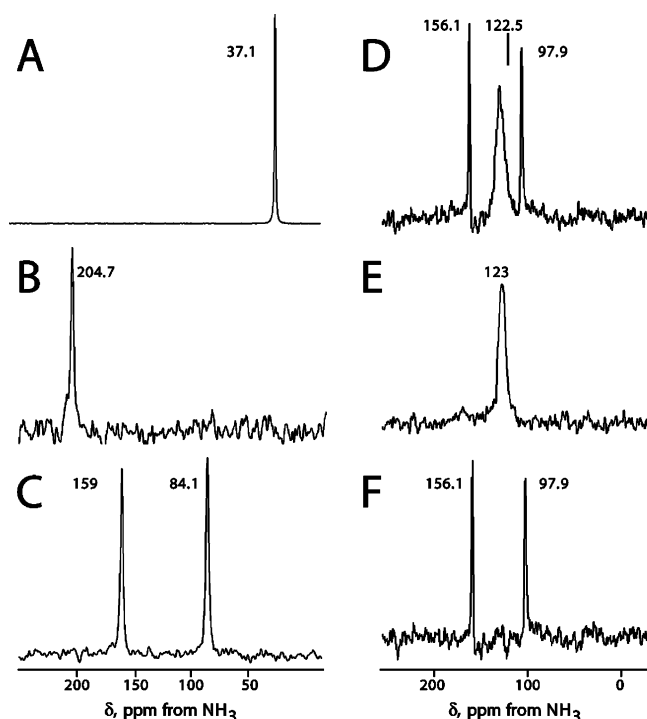 A
37.1
B
204.7
C
159
84.1
200 150 100 50
δ, ppm from NH3
D
156.1 122.5
97.9
E
123
F
156.1
97.9
200 100 0
δ, ppm from NH3